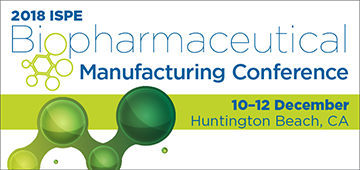 2018 ISPE
Biopharmaceutical
Manufacturing Conference
10–12 December
Huntington Beach, CA